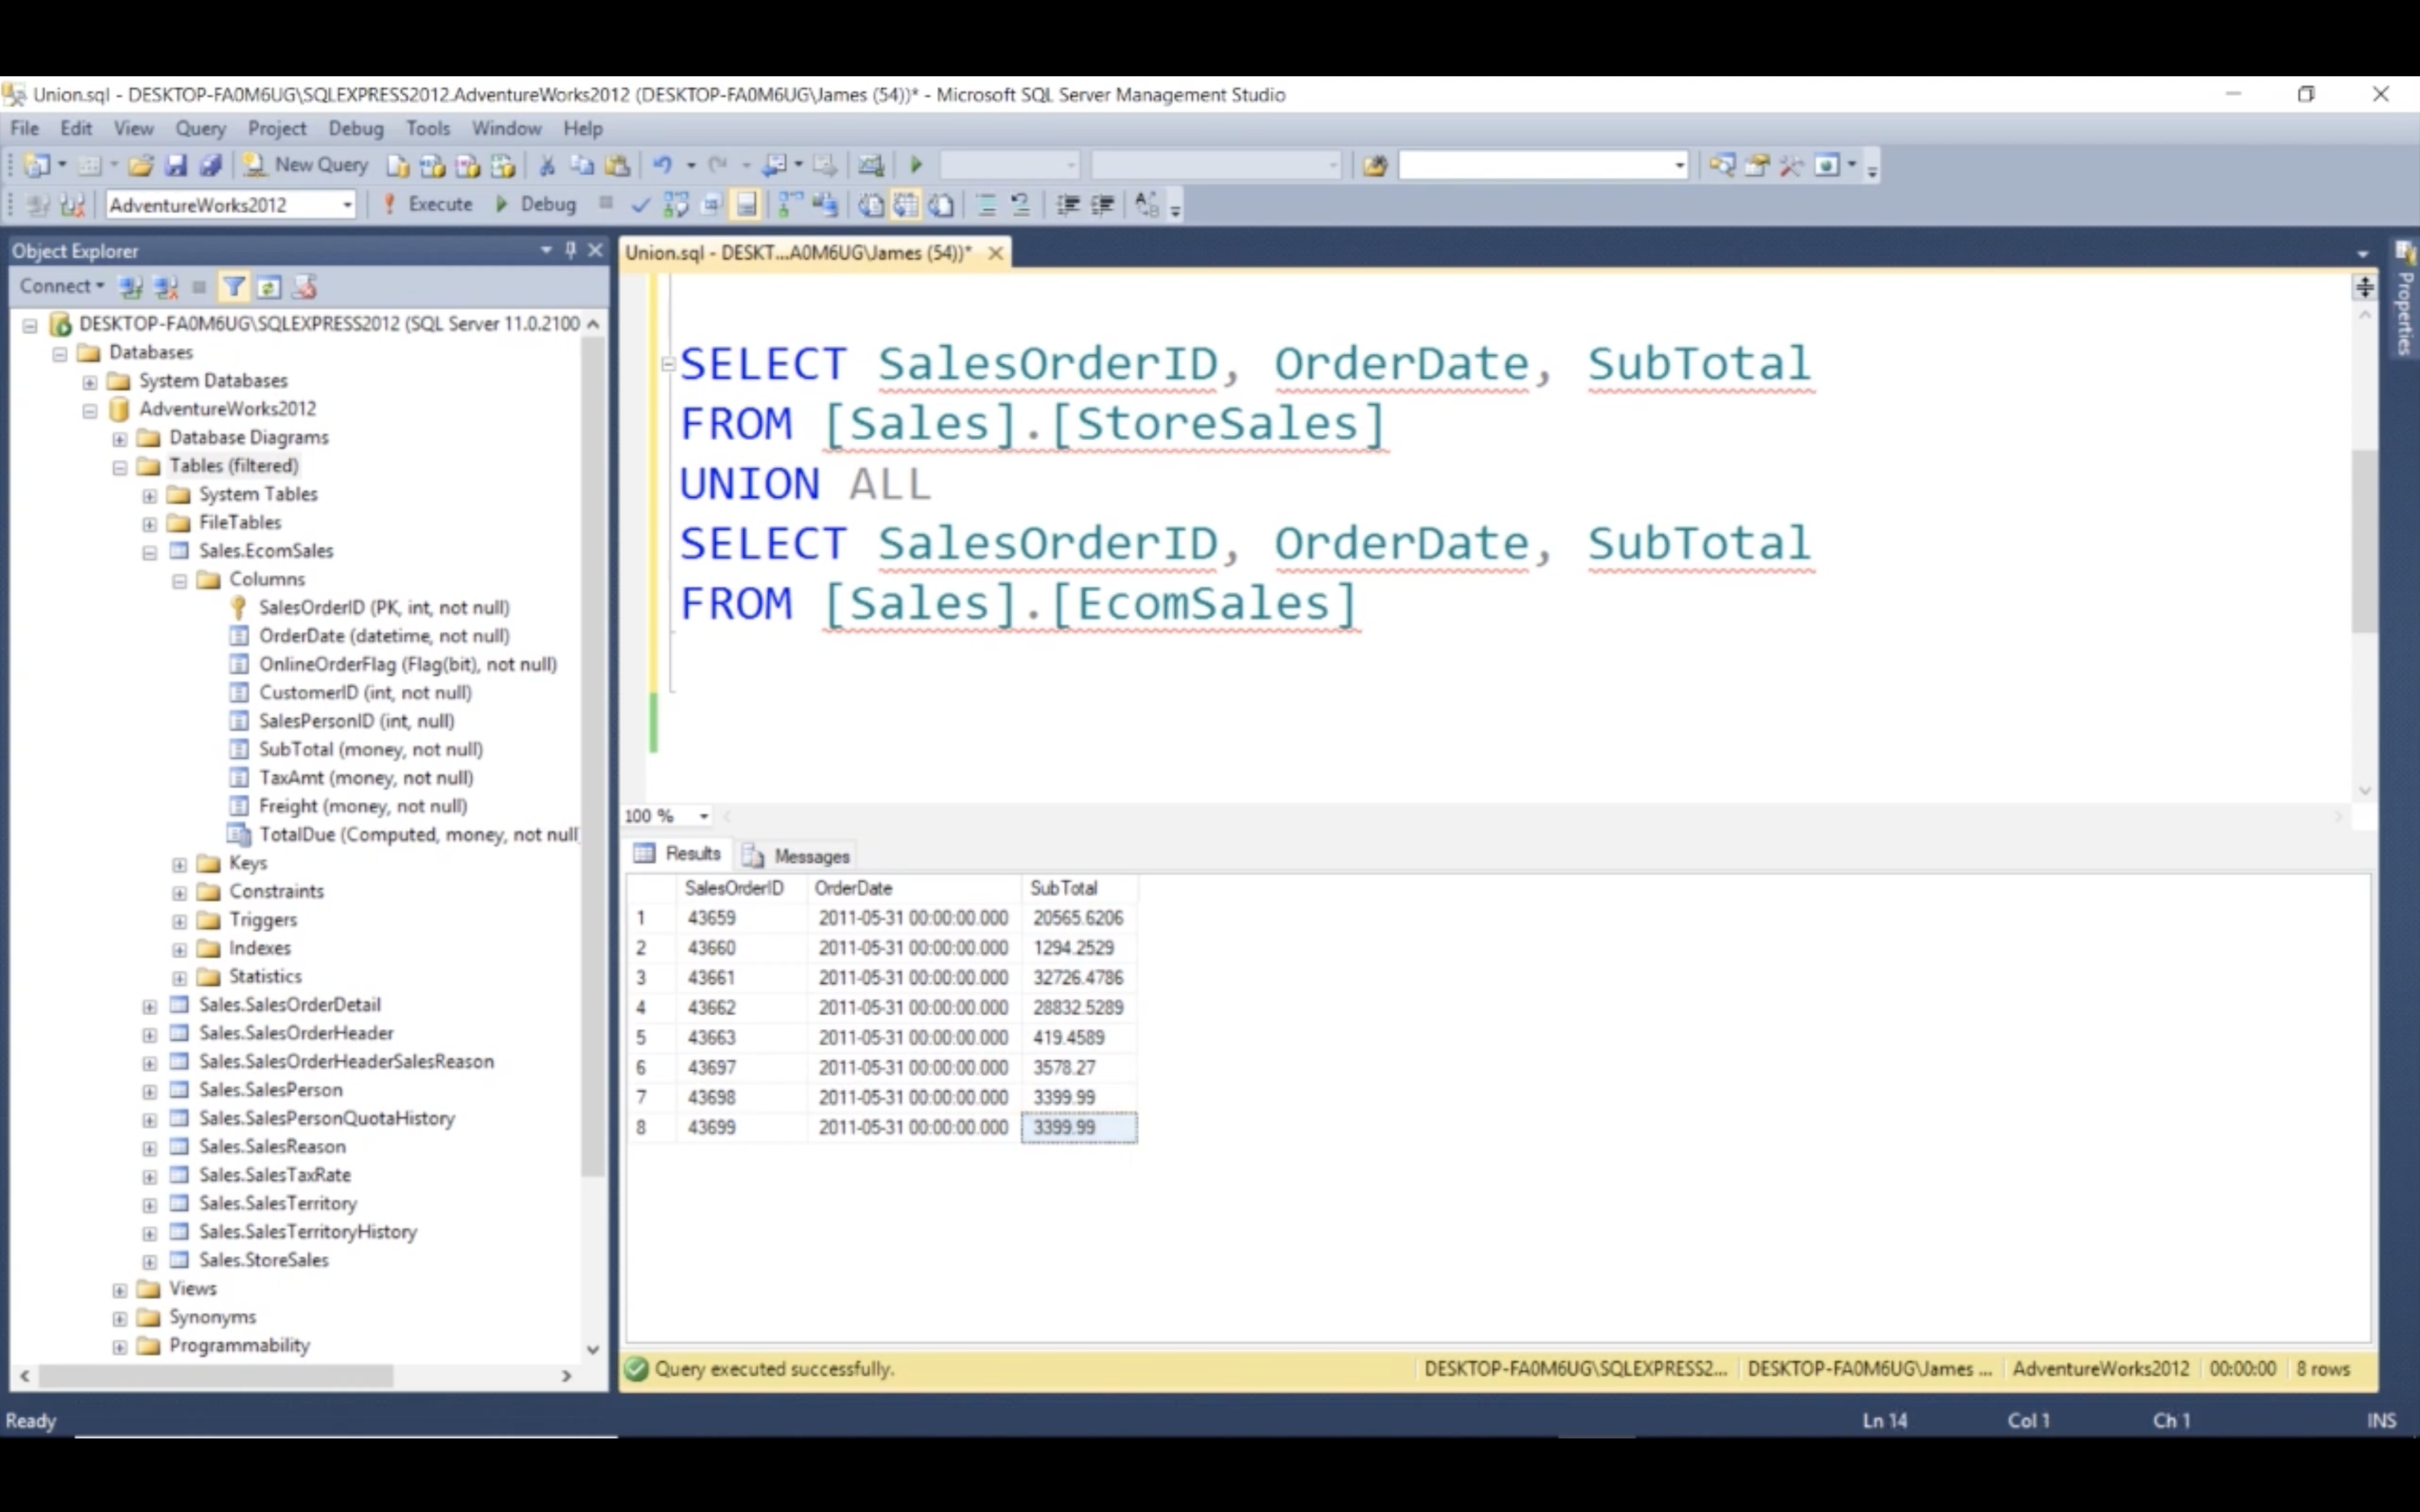 Union.sql - DESKTOP-FA0M6UG\SQLEXPRESS2012.AdventureWorks2012 (DESKTOP-FA0M6UG\James (54))* - Microsoft SQL Server Management Studio
File Edit View Query Project Debug Tools Window Help
New Query
AdventureWorks2012 Execute Debug
Object Explorer
Connect
DESKTOP-FA0M6UG\SQLEXPRESS2012 (SQL Server 11.0.2100
Databases
System Databases
AdventureWorks2012
Database Diagrams
Tables (filtered)
System Tables
FileTables
Sales.EcomSales
Columns
SalesOrderID (PK, int, not null)
OrderDate (datetime, not null)
OnlineOrderFlag (Flag(bit), not null)
CustomerID (int, not null)
SalesPersonID (int, null)
SubTotal (money, not null)
TaxAmt (money, not null)
Freight (money, not null)
TotalDue (Computed, money, not null
Keys
Constraints
Triggers
Indexes
Statistics
Sales.SalesOrderDetail
Sales.SalesOrderHeader
Sales.SalesOrderHeaderSalesReason
Sales.SalesPerson
Sales.SalesPersonQuotaHistory
Sales.SalesReason
Sales.SalesTaxRate
Sales.SalesTerritory
Sales.SalesTerritoryHistory
Sales.StoreSales
Views
Synonyms
Programmability
Union.sql - DESKT...A0M6UG\James (54))*
Properties
SELECT SalesOrderID, OrderDate, SubTotal
FROM [Sales].[StoreSales]
UNION ALL
SELECT SalesOrderID, OrderDate, SubTotal
FROM [Sales].[EcomSales]
100 %
Results Messages
SalesOrderID OrderDate SubTotal
1 43659 2011-05-31 00:00:00.000 20565.6206
2 43660 2011-05-31 00:00:00.000 1294.2529
3 43661 2011-05-31 00:00:00.000 32726.4786
4 43662 2011-05-31 00:00:00.000 28832.5289
5 43663 2011-05-31 00:00:00.000 419.4589
6 43697 2011-05-31 00:00:00.000 3578.27
7 43698 2011-05-31 00:00:00.000 3399.99
8 43699 2011-05-31 00:00:00.000 3399.99
Query executed successfully. DESKTOP-FA0M6UG\SQLEXPRESS2... DESKTOP-FA0M6UG\James ... AdventureWorks2012 00:00:00 8 rows
Ready Ln 14 Col 1 Ch 1 INS